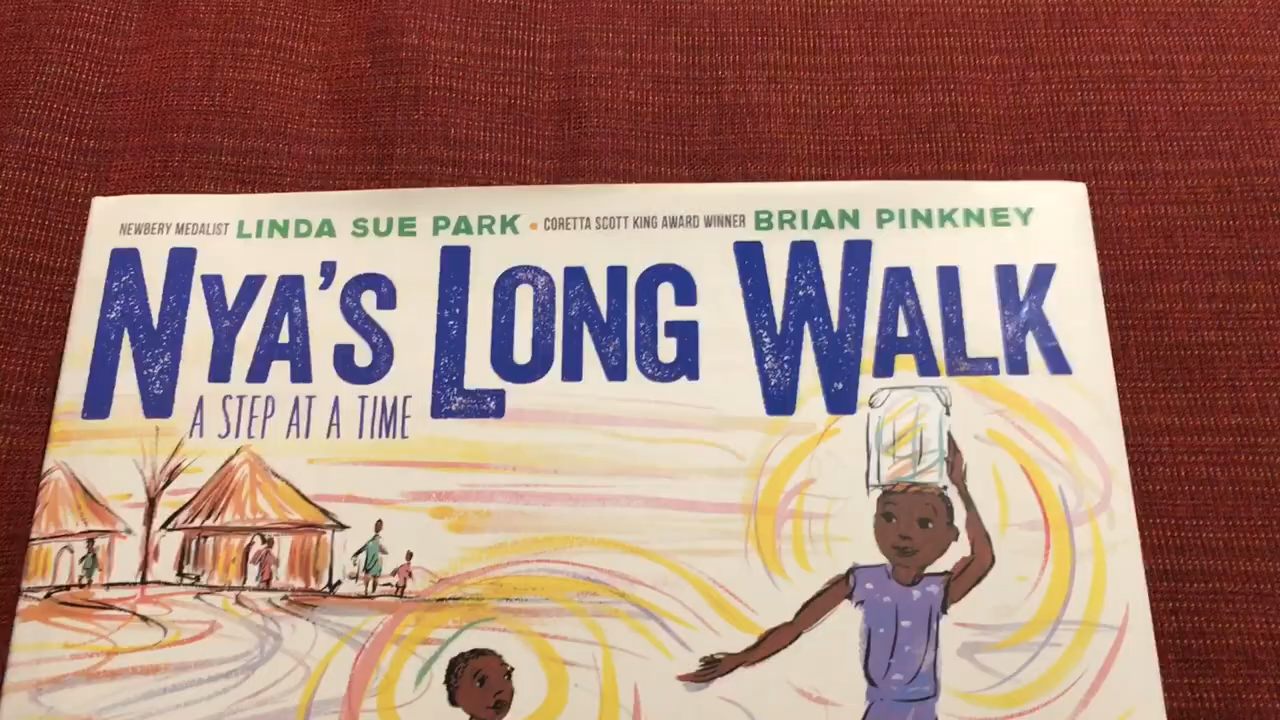 NEWBERY MEDALIST LINDA SUE PARK • CORETTA SCOTT KING AWARD WINNER BRIAN PINKNEY
NYA'S LONG WALK
A STEP AT A TIME